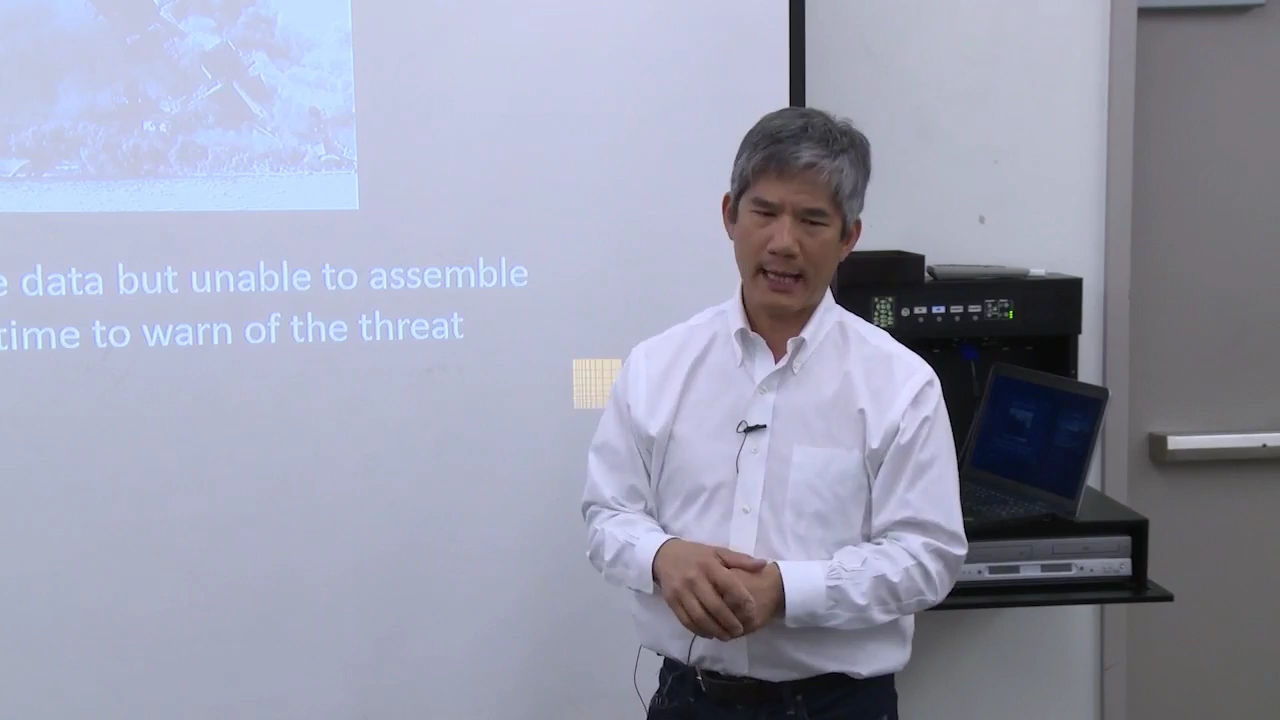 data but unable to assemble
time to warn of the threat